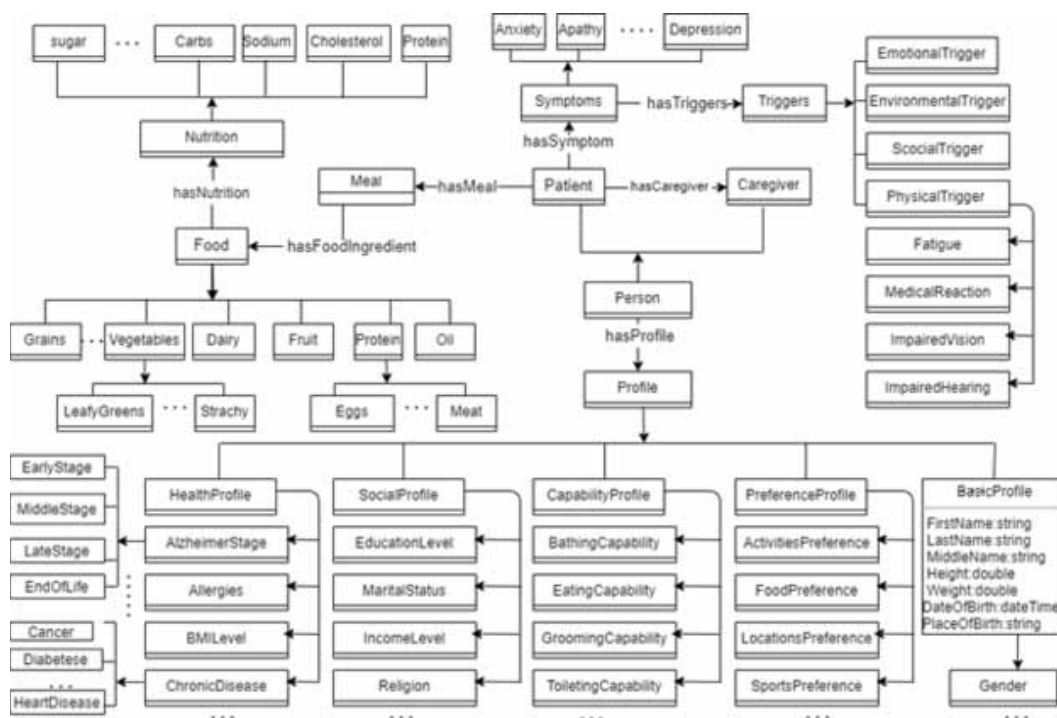 sugar ... Carbs Sodium Cholesterol Protein
Anxiety Apathy .... Depression
EmotionalTrigger
Symptoms hasTriggers Triggers EnvironmentalTrigger
Nutrition
hasSymptom
ScocialTrigger
hasNutrition Meal hasMeal Patient hasCaregiver Caregiver PhysicalTrigger
Food hasFoodIngredient
Fatigue
Person MedicalReaction
Grains ... Vegetables Dairy Fruit Protein Oil hasProfile ImpairedVision
Profile ImpairedHearing
LeafyGreens ... Strachy Eggs ... Meat
EarlyStage
HealthProfile SocialProfile CapabilityProfile PreferenceProfile BasicProfile
MiddleStage
FirstName:string
LastName:string
LateStage AlzheimerStage EducationLevel BathingCapability ActivitiesPreference MiddleName:string
Height:double
EndOfLife Allergies MaritalStatus EatingCapability FoodPreference Weight:double
DateOfBirth:dateTime
PlaceOfBirth:string
Cancer BMILevel IncomeLevel GroomingCapability LocationsPreference
Diabetese
...
HeartDisease ChronicDisease Religion ToiletingCapability SportsPreference Gender
... ... ... ... ...